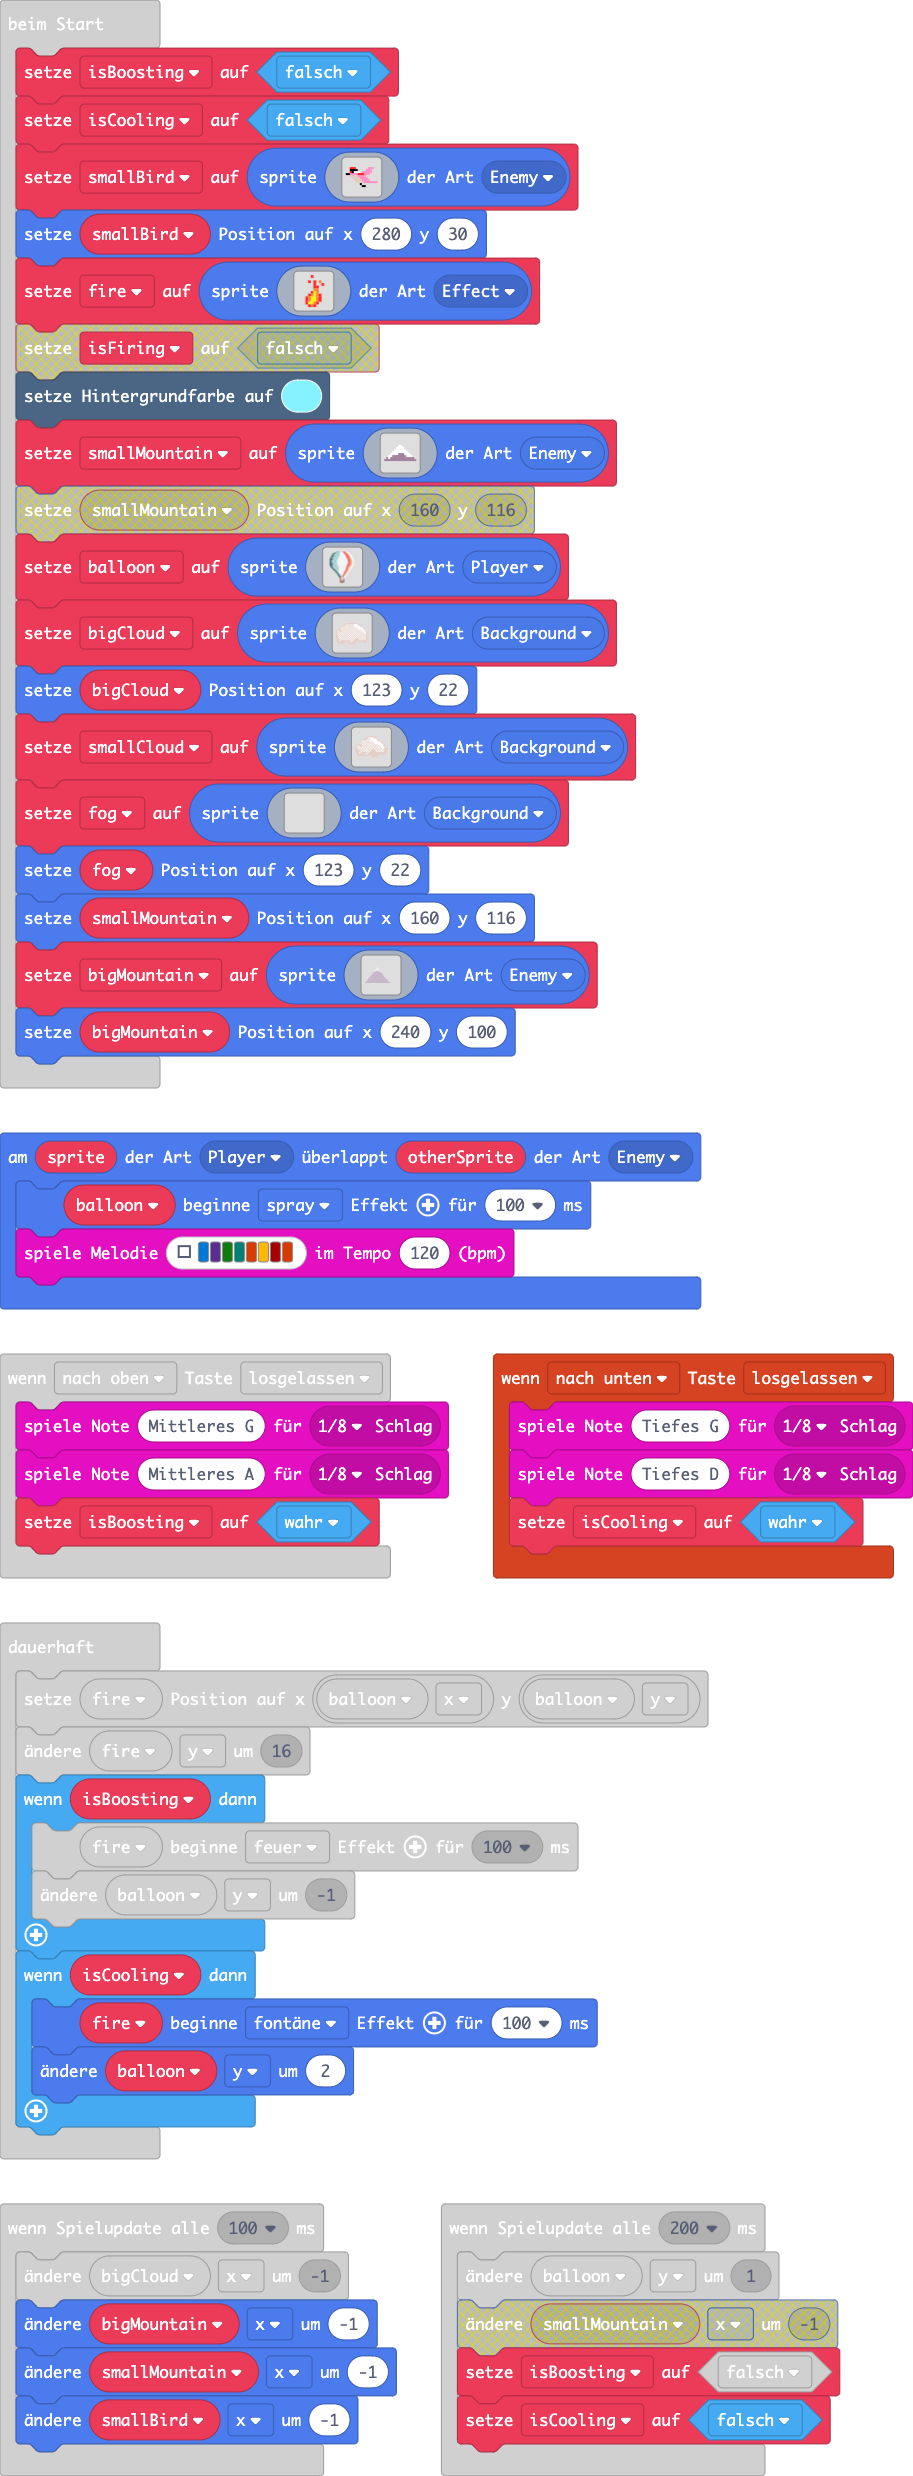 beim Start
setze isBoosting auf falsch
setze isCooling auf falsch
setze smallBird auf sprite der Art Enemy
setze smallBird Position auf x 280 y 30
setze fire auf sprite der Art Effect
setze isFiring auf falsch
setze Hintergrundfarbe auf
setze smallMountain auf sprite der Art Enemy
setze smallMountain Position auf x 160 y 116
setze balloon auf sprite der Art Player
setze bigCloud auf sprite der Art Background
setze bigCloud Position auf x 123 y 22
setze smallCloud auf sprite der Art Background
setze fog auf sprite der Art Background
setze fog Position auf x 123 y 22
setze smallMountain Position auf x 160 y 116
setze bigMountain auf sprite der Art Enemy
setze bigMountain Position auf x 240 y 100
am sprite der Art Player überlappt otherSprite der Art Enemy
balloon beginne spray Effekt für 100 ms
spiele Melodie im Tempo 120 (bpm)
wenn nach oben Taste losgelassen
spiele Note Mittleres G für 1/8 Schlag
spiele Note Mittleres A für 1/8 Schlag
setze isBoosting auf wahr
wenn nach unten Taste losgelassen
spiele Note Tiefes G für 1/8 Schlag
spiele Note Tiefes D für 1/8 Schlag
setze isCooling auf wahr
dauerhaft
setze fire Position auf x balloon x y balloon y
ändere fire y um 16
wenn isBoosting dann
fire beginne feuer Effekt für 100 ms
ändere balloon y um -1
wenn isCooling dann
fire beginne fontäne Effekt für 100 ms
ändere balloon y um 2
wenn Spielupdate alle 100 ms
ändere bigCloud x um -1
ändere bigMountain x um -1
ändere smallMountain x um -1
ändere smallBird x um -1
wenn Spielupdate alle 200 ms
ändere balloon y um 1
ändere smallMountain x um -1
setze isBoosting auf falsch
setze isCooling auf falsch